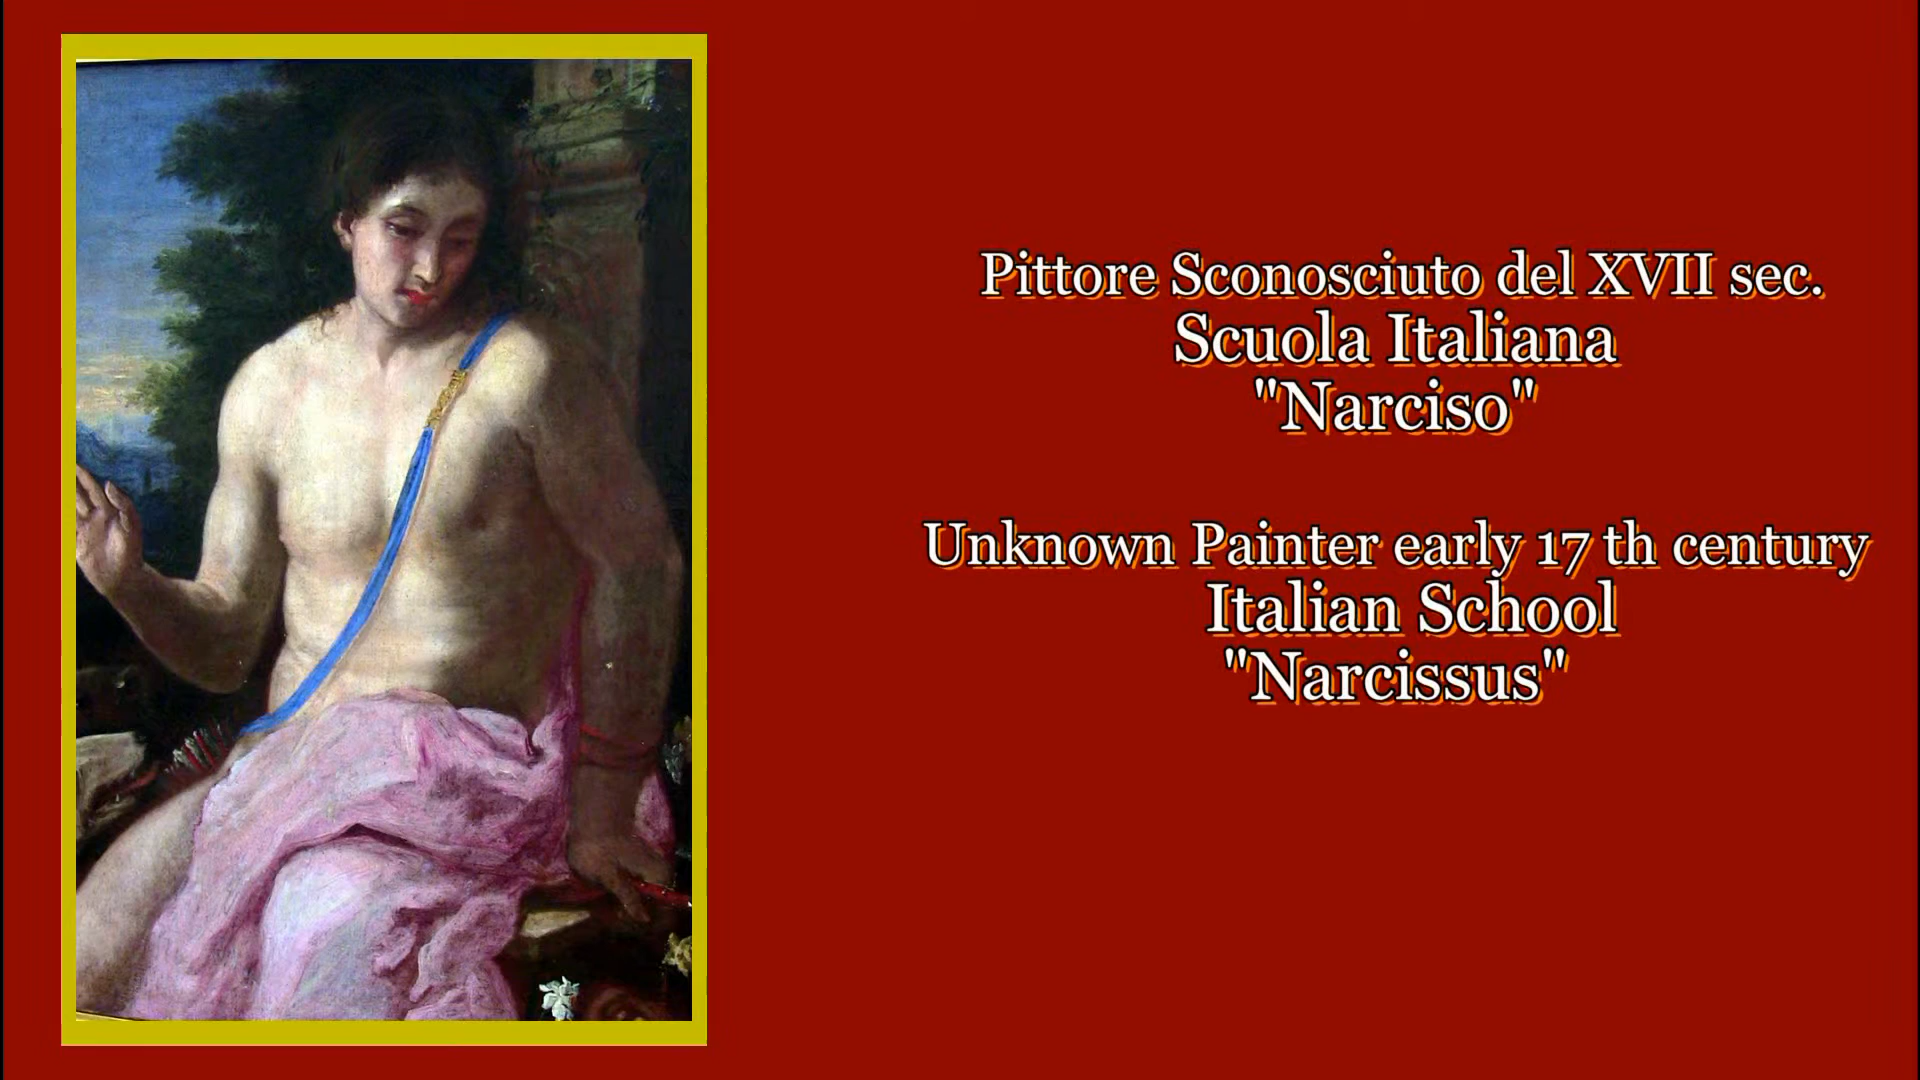 Pittore Sconosciuto del XVII sec.
Scuola Italiana
"Narciso"
Unknown Painter early 17 th century
Italian School
"Narcissus"